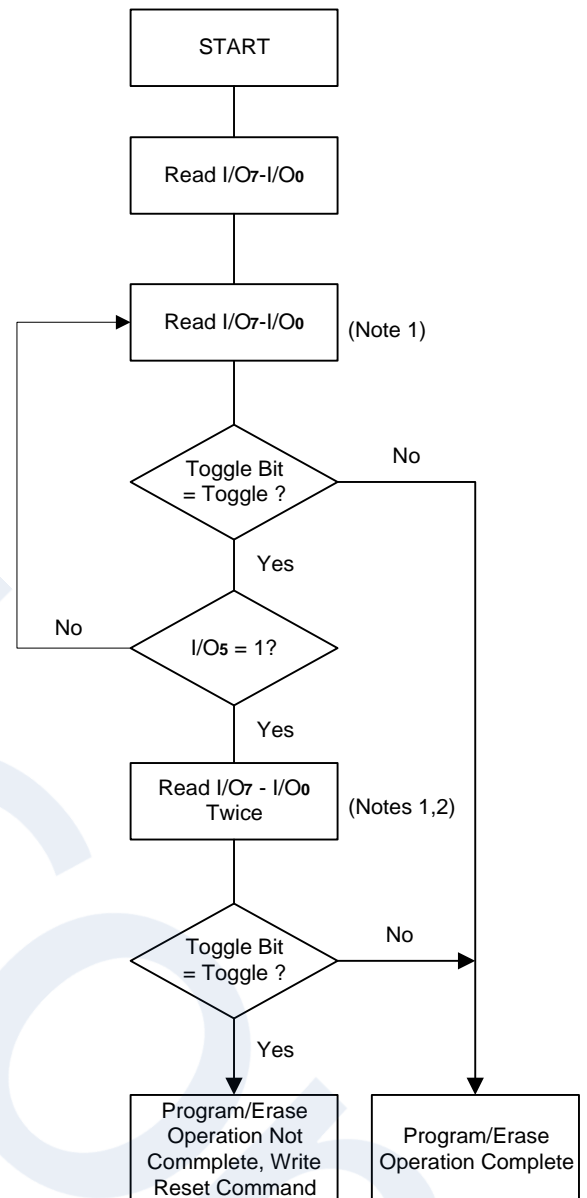 START
Read I/O7-I/O0
Read I/O7-I/O0
(Note 1)
Toggle Bit
= Toggle ?
No
Yes
No
I/O5 = 1?
Yes
Read I/O7 - I/O0
Twice
(Notes 1,2)
Toggle Bit
= Toggle ?
No
Yes
Program/Erase
Operation Not
Commplete, Write
Reset Command
Program/Erase
Operation Complete